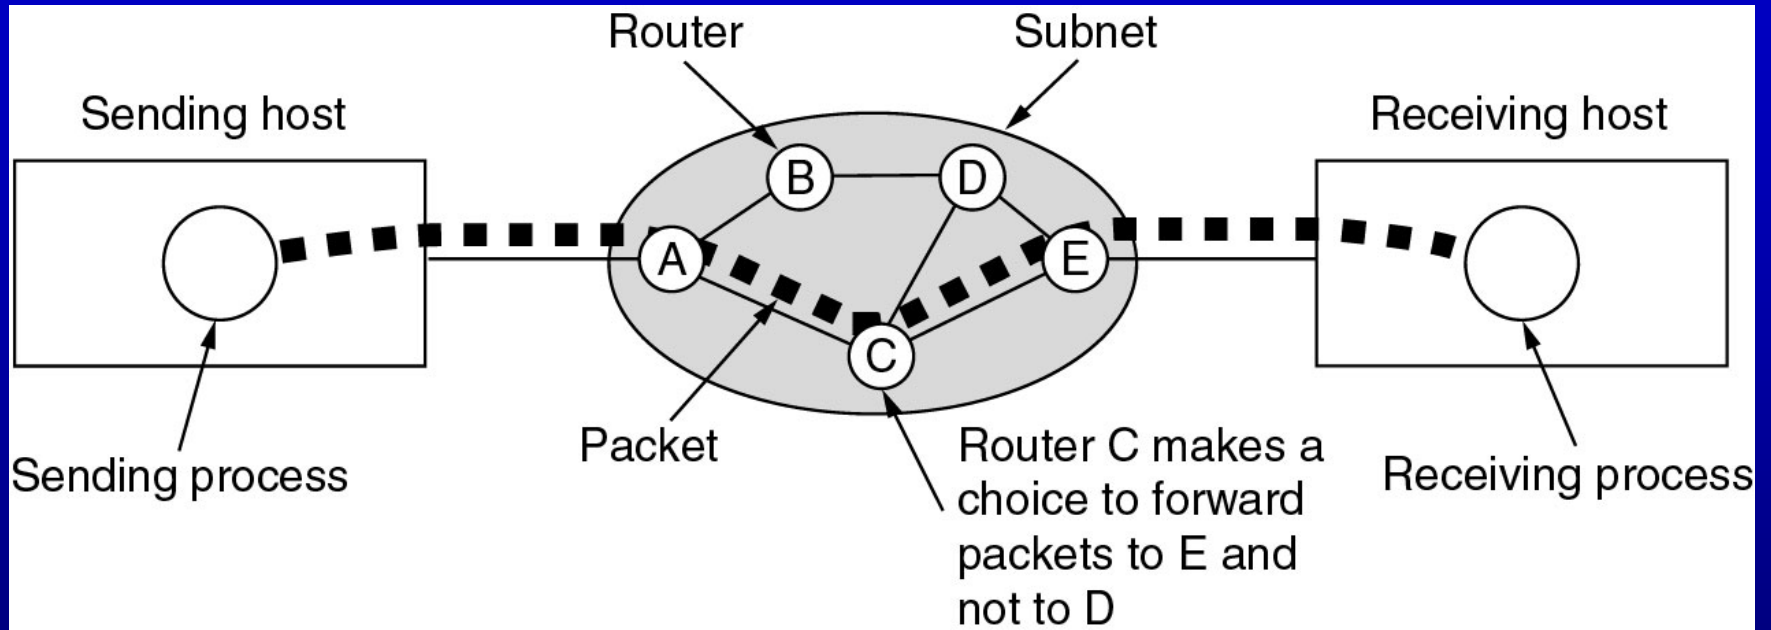 Router
Subnet
Sending host
Receiving host
B
D
A
E
C
Packet
Router C makes a
choice to forward
packets to E and
not to D
Sending process
Receiving process